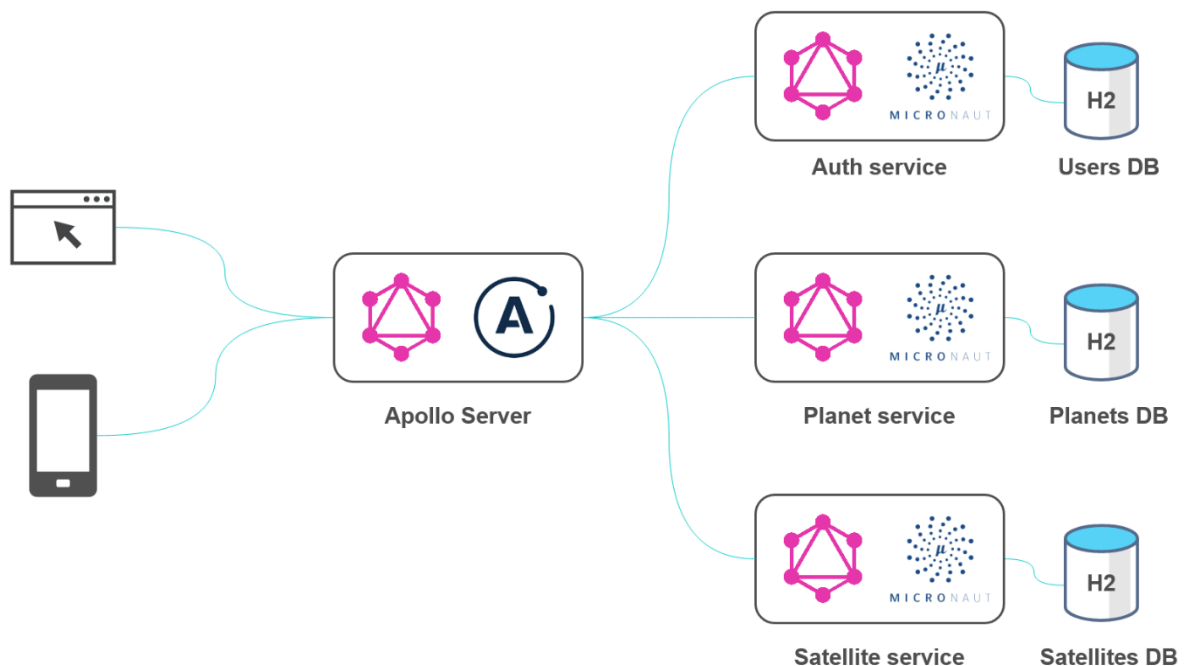 μ
MICRONAUT
H2
Auth service
Users DB
A
Apollo Server
μ
MICRONAUT
H2
Planet service
Planets DB
μ
MICRONAUT
H2
Satellite service
Satellites DB